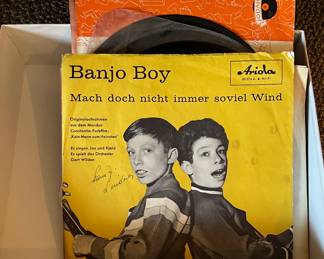 Banjo Boy
Ariola
Mach doch nicht immer soviel Wind
Originalaufnahmen
aus dem Norddux-
Constantin-Farbfilm:
Kein Mann zum Heiraten
Es singen Jan und Kjeld
Es spielt das Orchester
Gert Wilden